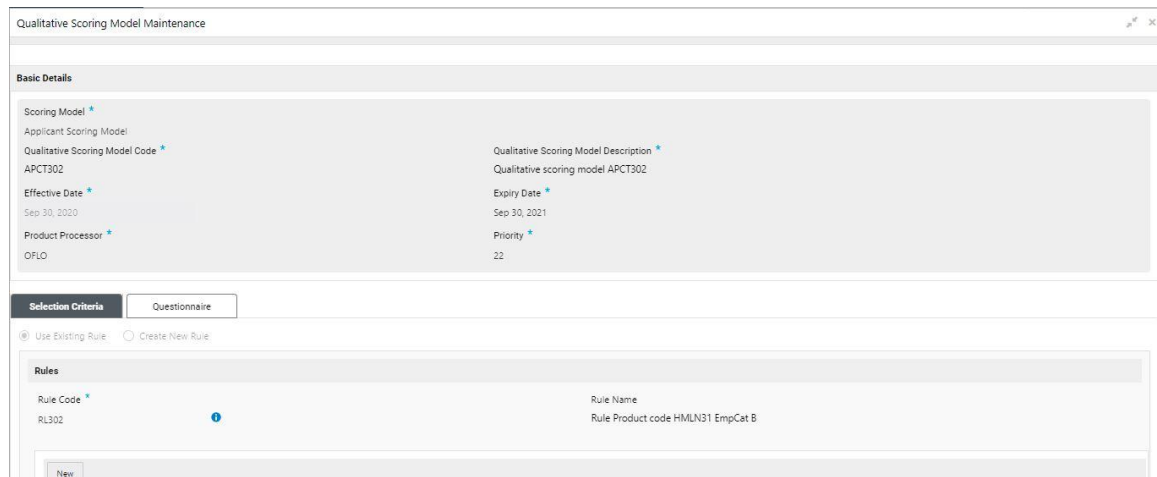 Qualitative Scoring Model Maintenance
Basic Details
Scoring Model *
Applicant Scoring Model
Qualitative Scoring Model Code * Qualitative Scoring Model Description *
APCT302 Qualitative scoring model APCT302
Effective Date * Expiry Date *
Sep 30, 2020 Sep 30, 2021
Product Processor * Priority *
OFLO 22
Selection Criteria Questionnaire
Use Existing Rule Create New Rule
Rules
Rule Code * Rule Name
RL302 Rule Product code HMLN31 EmpCat B
New